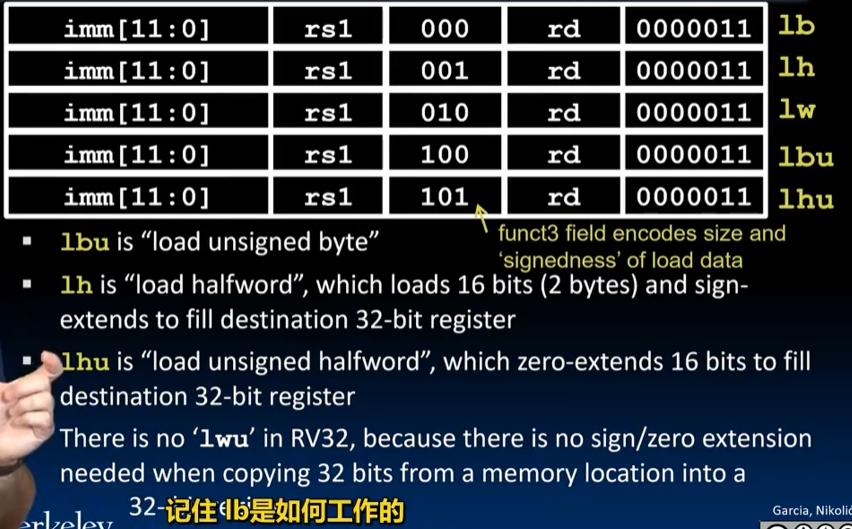 imm[11:0] rs1 000 rd 0000011 lb
imm[11:0] rs1 001 rd 0000011 lh
imm[11:0] rs1 010 rd 0000011 lw
imm[11:0] rs1 100 rd 0000011 lbu
imm[11:0] rs1 101 rd 0000011 lhu
funct3 field encodes size and
‘signedness’ of load data
▪ lbu is “load unsigned byte”
▪ lh is “load halfword”, which loads 16 bits (2 bytes) and sign-
extends to fill destination 32-bit register
▪ lhu is “load unsigned halfword”, which zero-extends 16 bits to fill
destination 32-bit register
There is no ‘lwu’ in RV32, because there is no sign/zero extension
needed when copying 32 bits from a memory location into a
32-
记住 lb是如何工作的
erkeley
Garcia, Nikolić